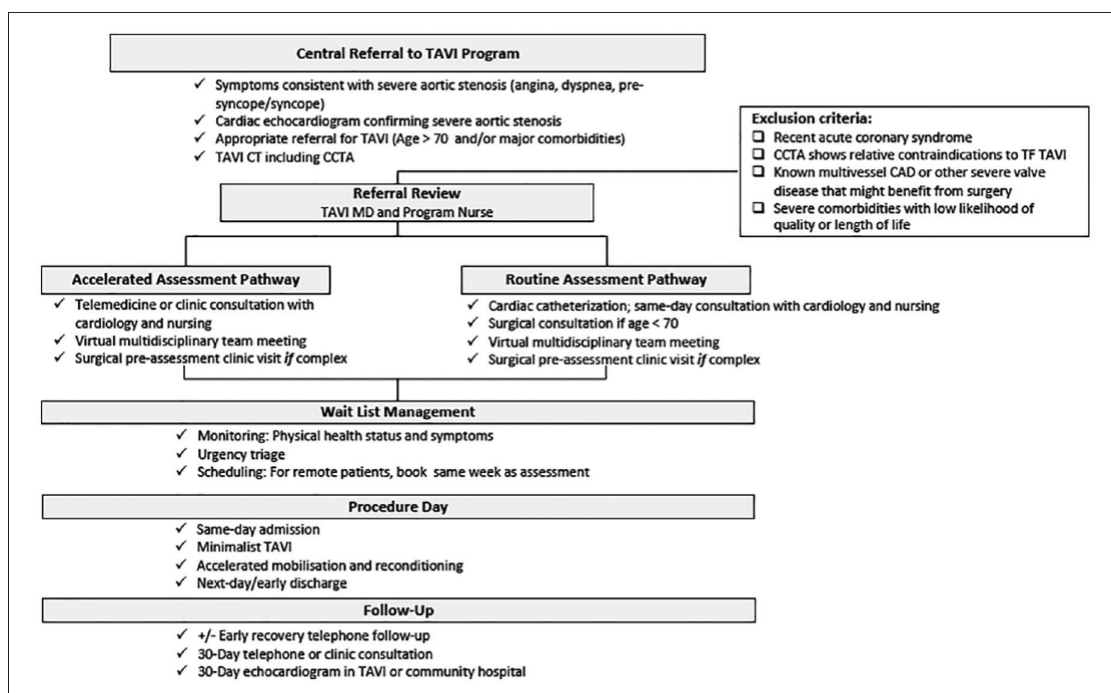 Central Referral to TAVI Program
✓ Symptoms consistent with severe aortic stenosis (angina, dyspnea, pre-
syncope/syncope)
✓ Cardiac echocardiogram confirming severe aortic stenosis
✓ Appropriate referral for TAVI (Age > 70 and/or major comorbidities)
✓ TAVI CT including CCTA
Exclusion criteria:
❑ Recent acute coronary syndrome
❑ CCTA shows relative contraindications to TF TAVI
❑ Known multivessel CAD or other severe valve
disease that might benefit from surgery
❑ Severe comorbidities with low likelihood of
quality or length of life
Referral Review
TAVI MD and Program Nurse
Accelerated Assessment Pathway
✓ Telemedicine or clinic consultation with
cardiology and nursing
✓ Virtual multidisciplinary team meeting
✓ Surgical pre-assessment clinic visit if complex
Routine Assessment Pathway
✓ Cardiac catheterization; same-day consultation with cardiology and nursing
✓ Surgical consultation if age < 70
✓ Virtual multidisciplinary team meeting
✓ Surgical pre-assessment clinic visit if complex
Wait List Management
✓ Monitoring: Physical health status and symptoms
✓ Urgency triage
✓ Scheduling: For remote patients, book same week as assessment
Procedure Day
✓ Same-day admission
✓ Minimalist TAVI
✓ Accelerated mobilisation and reconditioning
✓ Next-day/early discharge
Follow-Up
✓ +/- Early recovery telephone follow-up
✓ 30-Day telephone or clinic consultation
✓ 30-Day echocardiogram in TAVI or community hospital